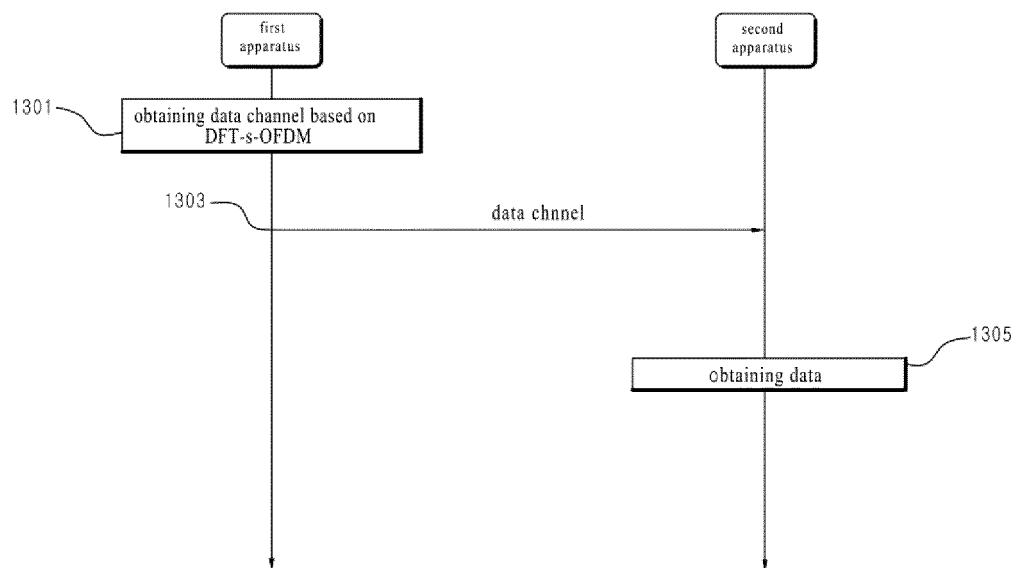 first
apparatus
second
apparatus
1301
obtaining data channel based on
DFT-s-OFDM
1303
data chnnel
1305
obtaining data